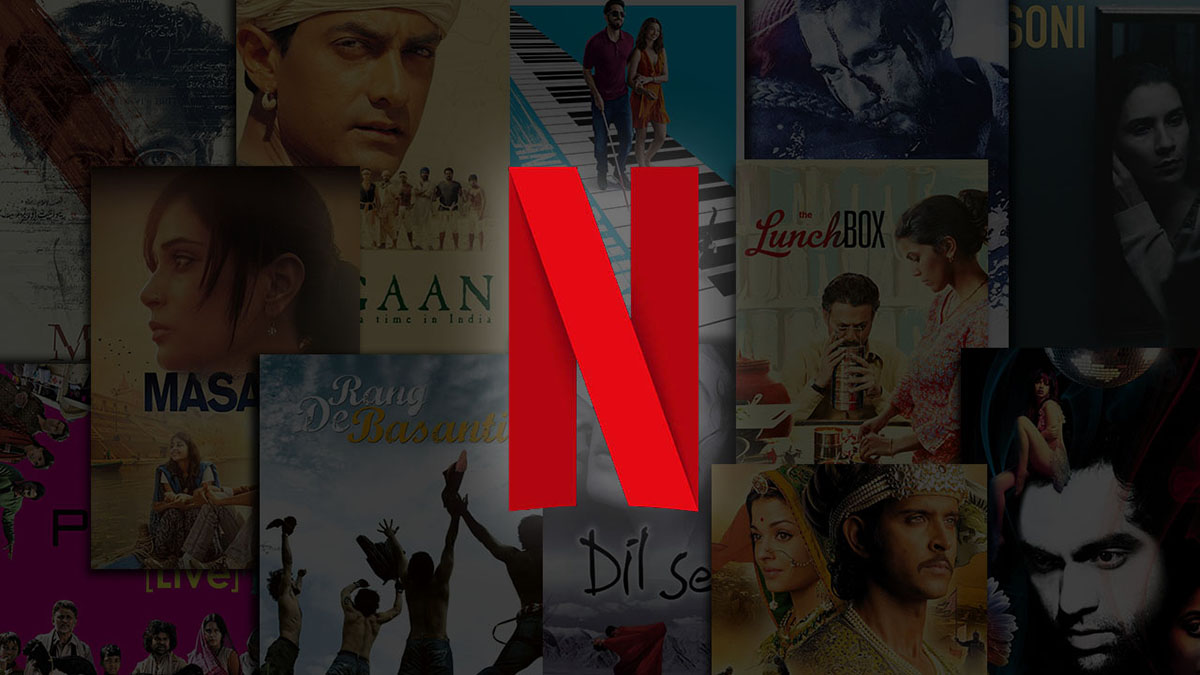 SONI
the
LunchBOX
GAAN
a time in India
N
M
MASA
Rang
De Basanti
P
[Live]
Dil se